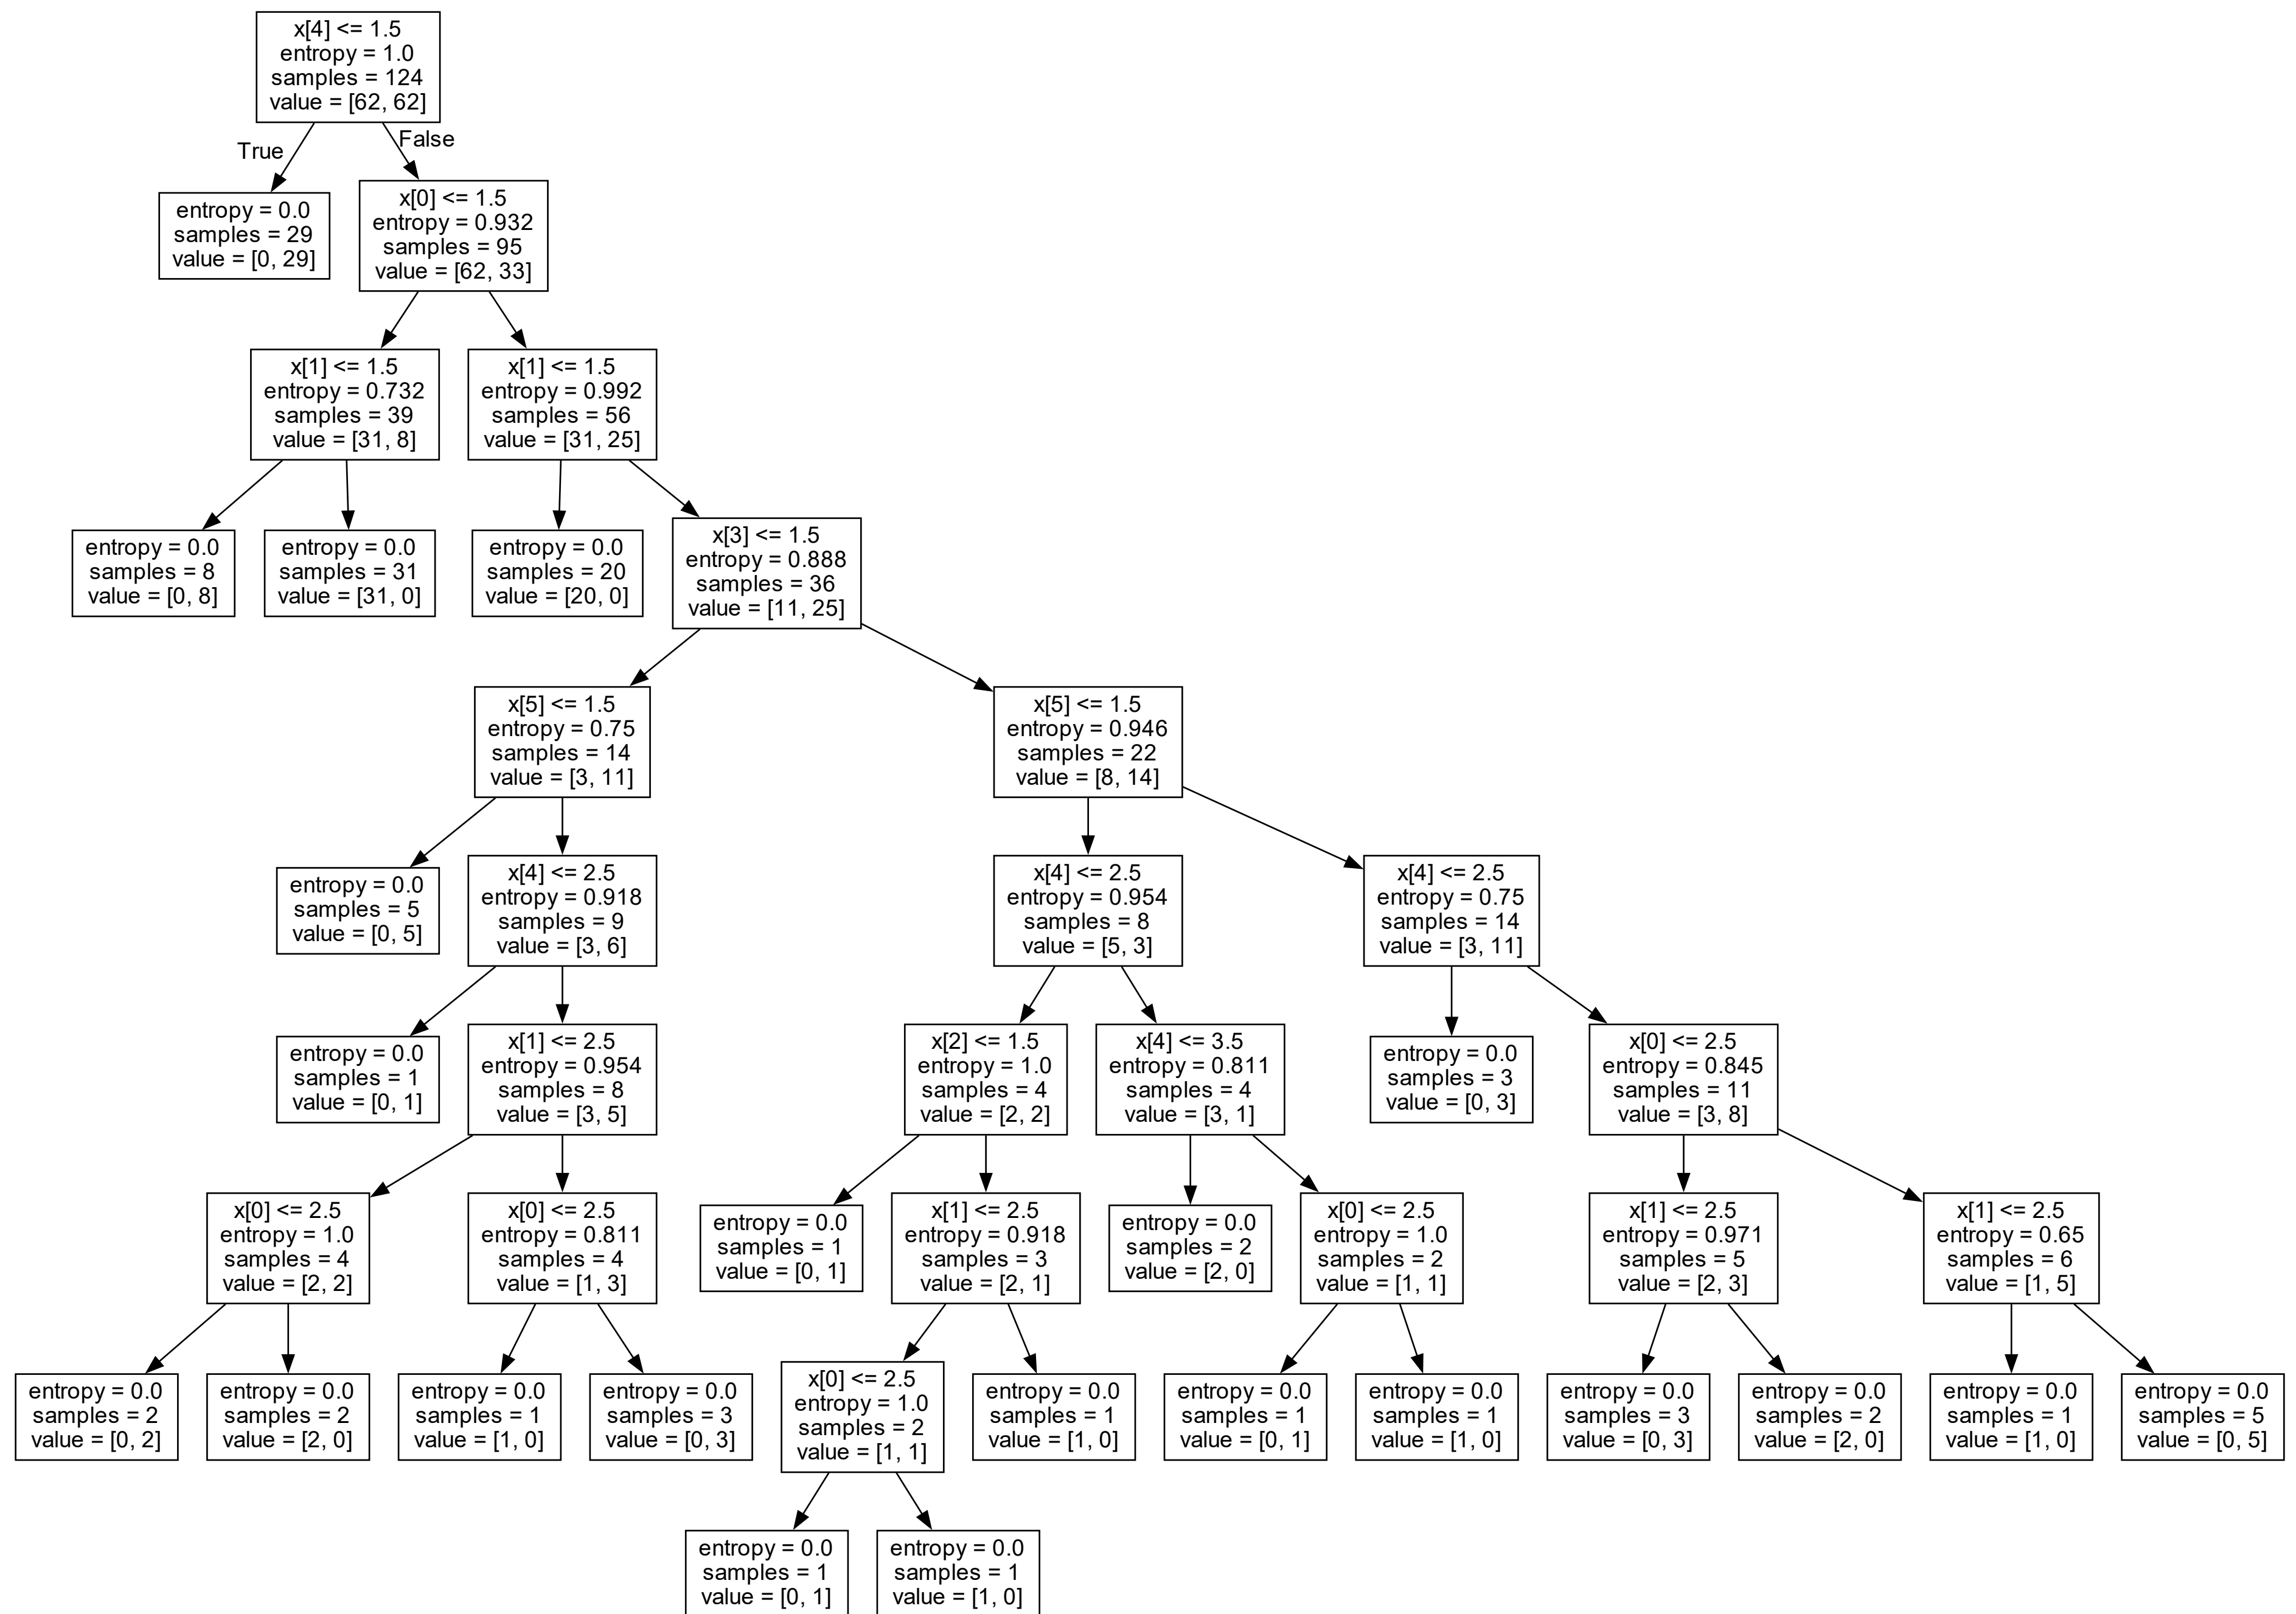 x[4] <= 1.5
entropy = 1.0
samples = 124
value = [62, 62]
True
False
entropy = 0.0
samples = 29
value = [0, 29]
x[0] <= 1.5
entropy = 0.932
samples = 95
value = [62, 33]
x[1] <= 1.5
entropy = 0.732
samples = 39
value = [31, 8]
x[1] <= 1.5
entropy = 0.992
samples = 56
value = [31, 25]
entropy = 0.0
samples = 8
value = [0, 8]
entropy = 0.0
samples = 31
value = [31, 0]
entropy = 0.0
samples = 20
value = [20, 0]
x[3] <= 1.5
entropy = 0.888
samples = 36
value = [11, 25]
x[5] <= 1.5
entropy = 0.75
samples = 14
value = [3, 11]
x[5] <= 1.5
entropy = 0.946
samples = 22
value = [8, 14]
entropy = 0.0
samples = 5
value = [0, 5]
x[4] <= 2.5
entropy = 0.918
samples = 9
value = [3, 6]
x[4] <= 2.5
entropy = 0.954
samples = 8
value = [5, 3]
x[4] <= 2.5
entropy = 0.75
samples = 14
value = [3, 11]
entropy = 0.0
samples = 1
value = [0, 1]
x[1] <= 2.5
entropy = 0.954
samples = 8
value = [3, 5]
x[2] <= 1.5
entropy = 1.0
samples = 4
value = [2, 2]
x[4] <= 3.5
entropy = 0.811
samples = 4
value = [3, 1]
entropy = 0.0
samples = 3
value = [0, 3]
x[0] <= 2.5
entropy = 0.845
samples = 11
value = [3, 8]
x[0] <= 2.5
entropy = 1.0
samples = 4
value = [2, 2]
x[0] <= 2.5
entropy = 0.811
samples = 4
value = [1, 3]
entropy = 0.0
samples = 1
value = [0, 1]
x[1] <= 2.5
entropy = 0.918
samples = 3
value = [2, 1]
entropy = 0.0
samples = 2
value = [2, 0]
x[0] <= 2.5
entropy = 1.0
samples = 2
value = [1, 1]
x[1] <= 2.5
entropy = 0.971
samples = 5
value = [2, 3]
x[1] <= 2.5
entropy = 0.65
samples = 6
value = [1, 5]
entropy = 0.0
samples = 2
value = [0, 2]
entropy = 0.0
samples = 2
value = [2, 0]
entropy = 0.0
samples = 1
value = [1, 0]
entropy = 0.0
samples = 3
value = [0, 3]
x[0] <= 2.5
entropy = 1.0
samples = 2
value = [1, 1]
entropy = 0.0
samples = 1
value = [1, 0]
entropy = 0.0
samples = 1
value = [0, 1]
entropy = 0.0
samples = 1
value = [1, 0]
entropy = 0.0
samples = 3
value = [0, 3]
entropy = 0.0
samples = 2
value = [2, 0]
entropy = 0.0
samples = 1
value = [1, 0]
entropy = 0.0
samples = 5
value = [0, 5]
entropy = 0.0
samples = 1
value = [0, 1]
entropy = 0.0
samples = 1
value = [1, 0]